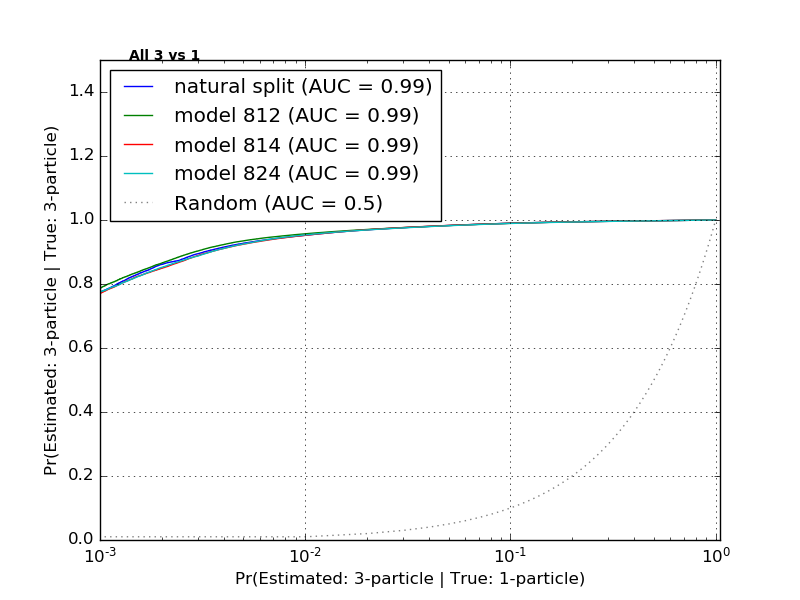 All 3 vs 1
natural split (AUC = 0.99)
model 812 (AUC = 0.99)
model 814 (AUC = 0.99)
model 824 (AUC = 0.99)
Random (AUC = 0.5)
Pr(Estimated: 3-particle | True: 3-particle)
1.4
1.2
1.0
0.8
0.6
0.4
0.2
0.0
10⁻³ 10⁻² 10⁻¹ 10⁰
Pr(Estimated: 3-particle | True: 1-particle)